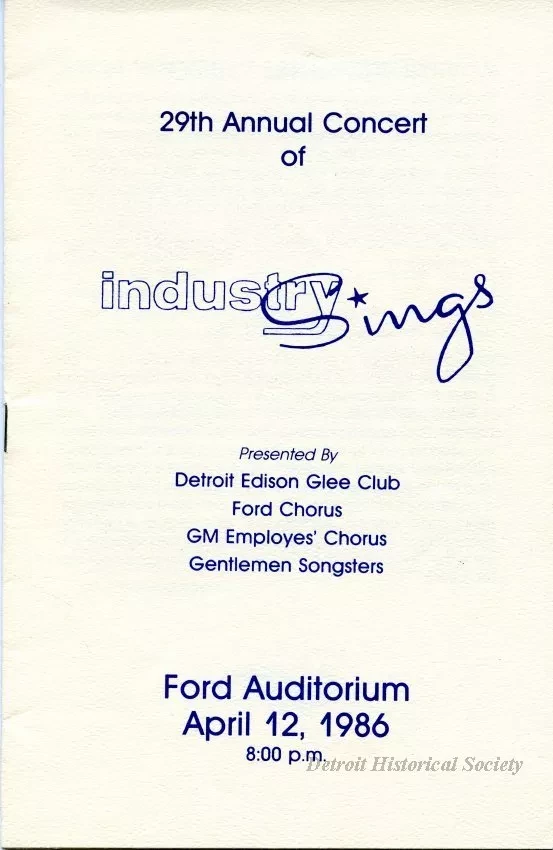 29th Annual Concert
of
industry Sings
Presented By
Detroit Edison Glee Club
Ford Chorus
GM Employes' Chorus
Gentlemen Songsters
Ford Auditorium
April 12, 1986
8:00 p.m.
Detroit Historical Society